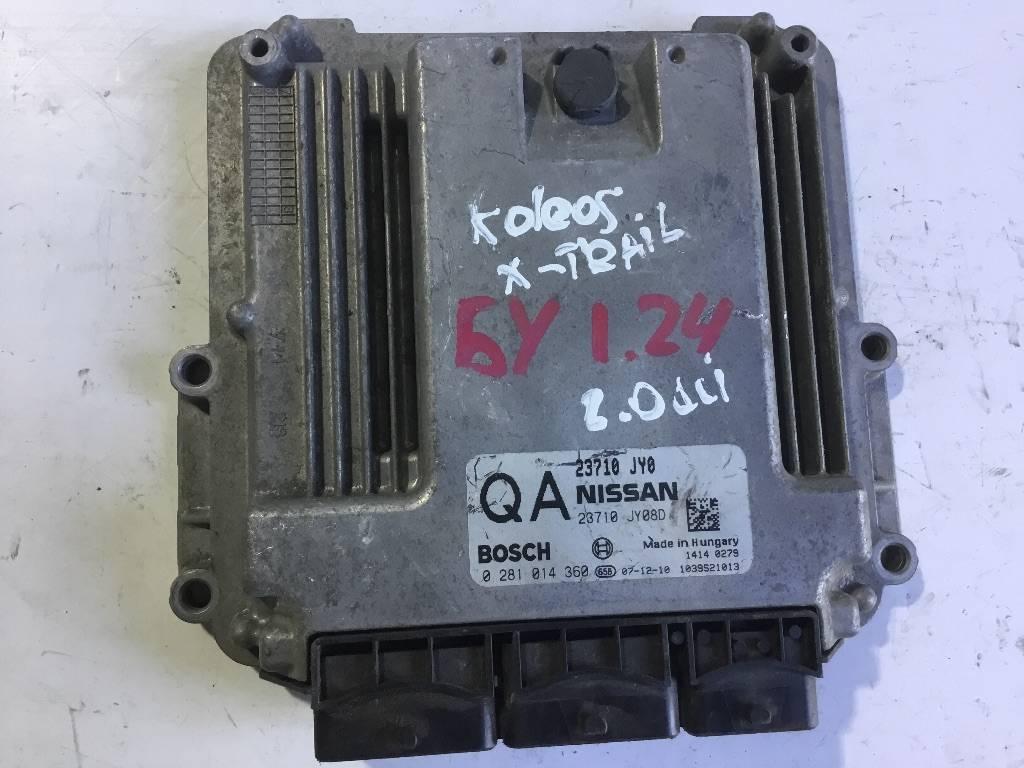 Koleos
X-TRAIL
БУ 1.24
2.0dci
23710 JY0
QA NISSAN
23710 JY08D
BOSCH
Made in Hungary
1414 0279
0 281 014 360 658 07-12-10 1039S21013